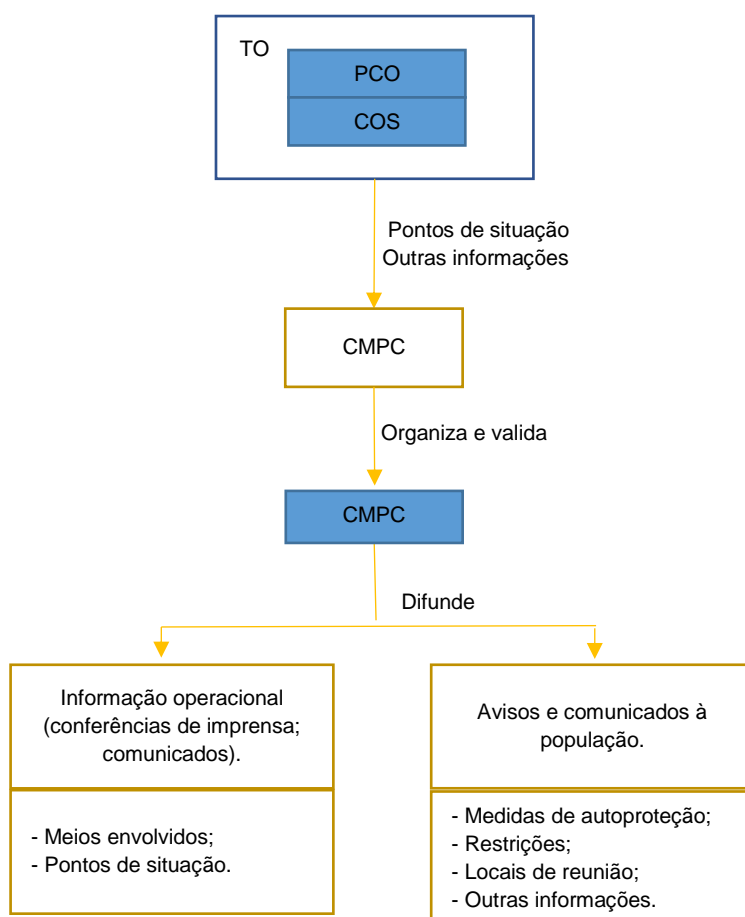 TO
PCO
COS
Pontos de situação
Outras informações
CMPC
Organiza e valida
CMPC
Difunde
Informação operacional
(conferências de imprensa;
comunicados).
- Meios envolvidos;
- Pontos de situação.
Avisos e comunicados à
população.
- Medidas de autoproteção;
- Restrições;
- Locais de reunião;
- Outras informações.